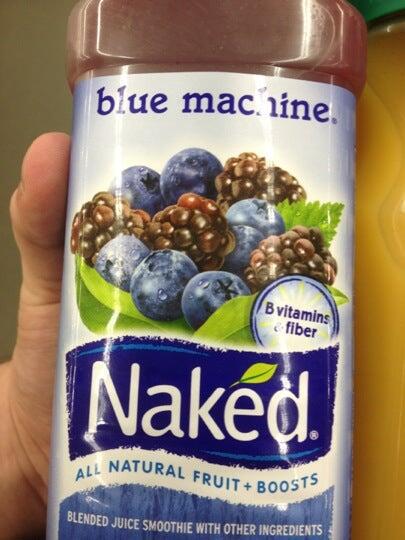 blue machine.
B vitamins
& fiber
Naked®
ALL NATURAL FRUIT + BOOSTS
BLENDED JUICE SMOOTHIE WITH OTHER INGREDIENTS